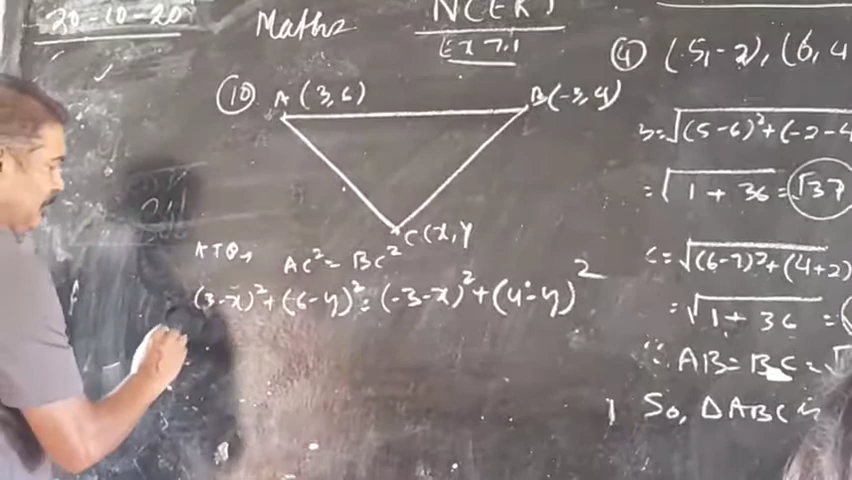 20-10-20
Maths
NCERT
Ex 7.1
(10) A (3,6)
B(-3,4)
C(x,y
ATQ,
AC² = BC²
(3-x)²+(6-y)² = (-3-x)²+(4-y)²
(4) (5,-2), (6,4
= √(5-6)²+(-2-4
= √1 + 36 = √37
c = √(6-7)²+(4+2)
= √1 + 36 =
∵ AB = BC = √
So, ΔABC is